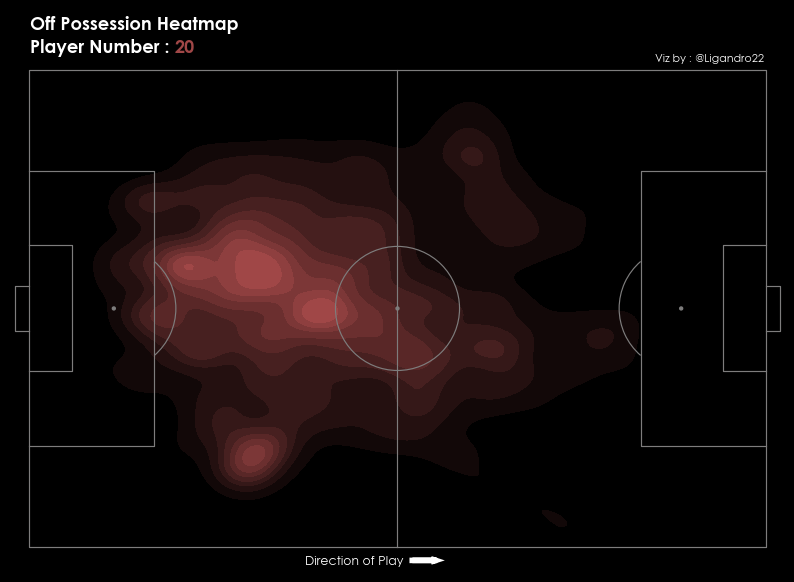 Off Possession Heatmap
Player Number : 20
Viz by : @Ligandro22
Direction of Play